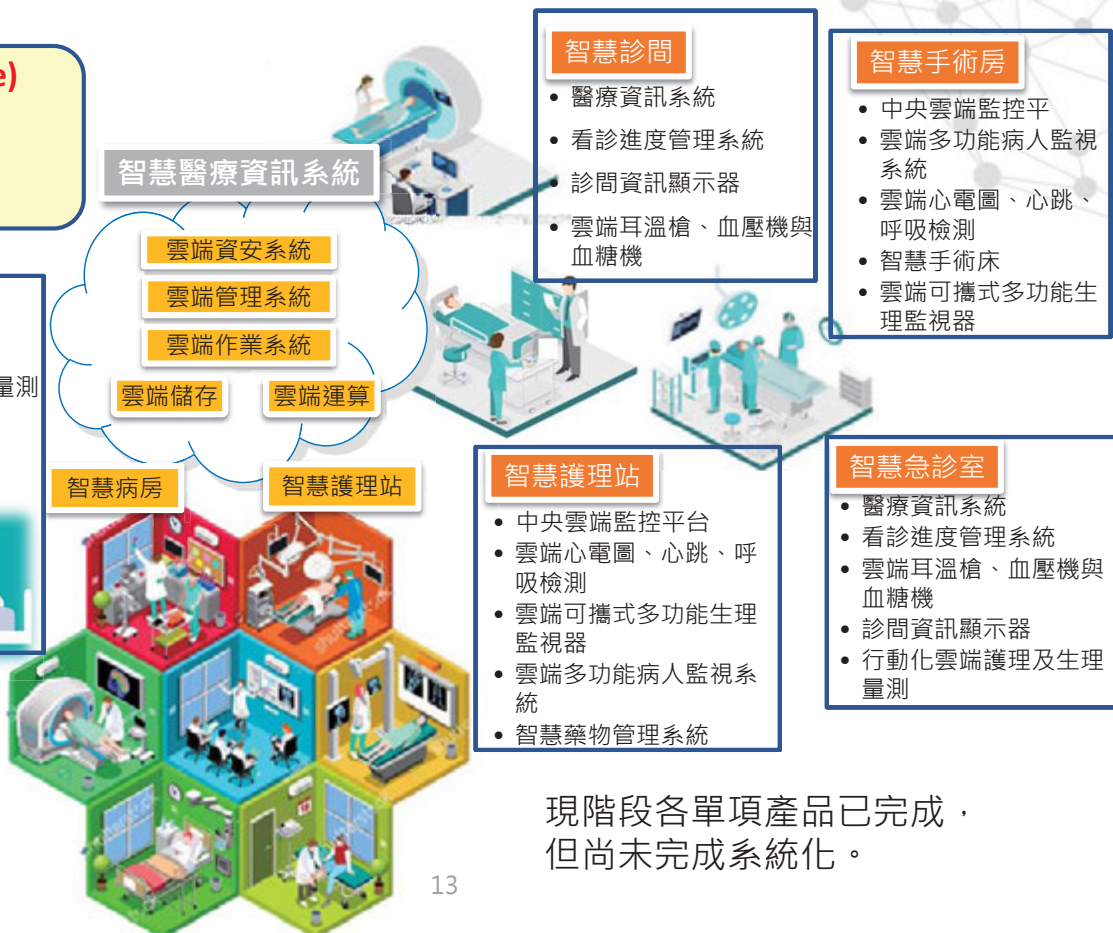 e)
智慧醫療資訊系統
雲端資安系統
雲端管理系統
雲端作業系統
雲端儲存
雲端運算
量測
智慧病房
智慧護理站
智慧診間
• 醫療資訊系統
• 看診進度管理系統
• 診間資訊顯示器
• 雲端耳溫槍、血壓機與
血糖機
智慧手術房
• 中央雲端監控平
• 雲端多功能病人監視
系統
• 雲端心電圖、心跳、
呼吸檢測
• 智慧手術床
• 雲端可攜式多功能生
理監視器
智慧護理站
• 中央雲端監控平台
• 雲端心電圖、心跳、呼
吸檢測
• 雲端可攜式多功能生理
監視器
• 雲端多功能病人監視系
統
• 智慧藥物管理系統
智慧急診室
• 醫療資訊系統
• 看診進度管理系統
• 雲端耳溫槍、血壓機與
血糖機
• 診間資訊顯示器
• 行動化雲端護理及生理
量測
現階段各單項產品已完成，
但尚未完成系統化。
13